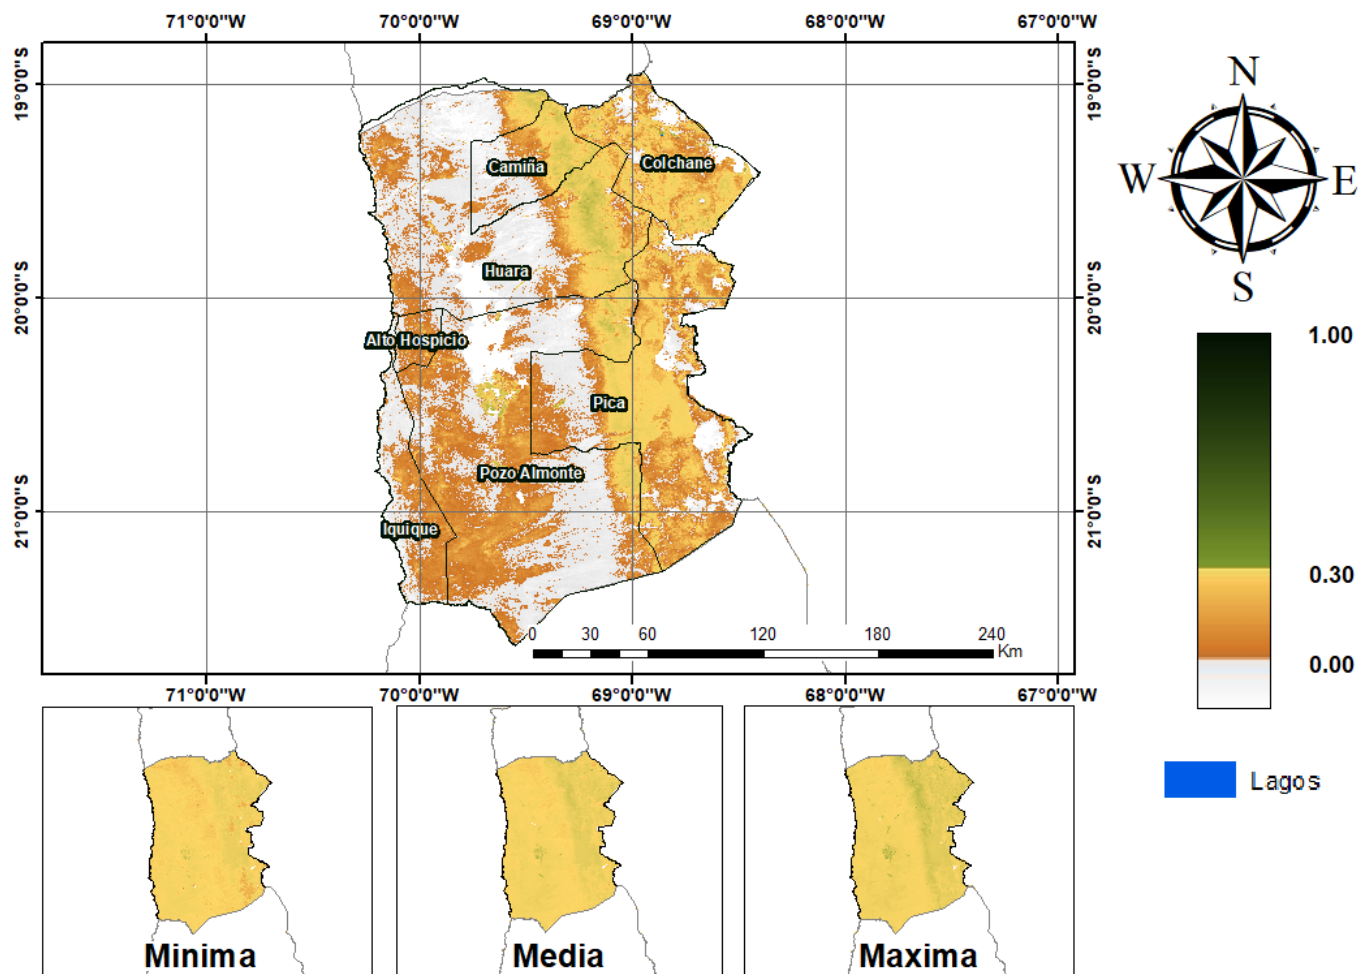 71°0'0"W 70°0'0"W 69°0'0"W 68°0'0"W 67°0'0"W
19°0'0"S 19°0'0"S
20°0'0"S 20°0'0"S
21°0'0"S 21°0'0"S
Camiña
Colchane
Huara
Alto Hospicio
Pica
Pozo Almonte
Iquique
0 30 60 120 180 240
Km
71°0'0"W 70°0'0"W 69°0'0"W 68°0'0"W 67°0'0"W
N
W E
S
1.00
0.30
0.00
Lagos
Minima
Media
Maxima